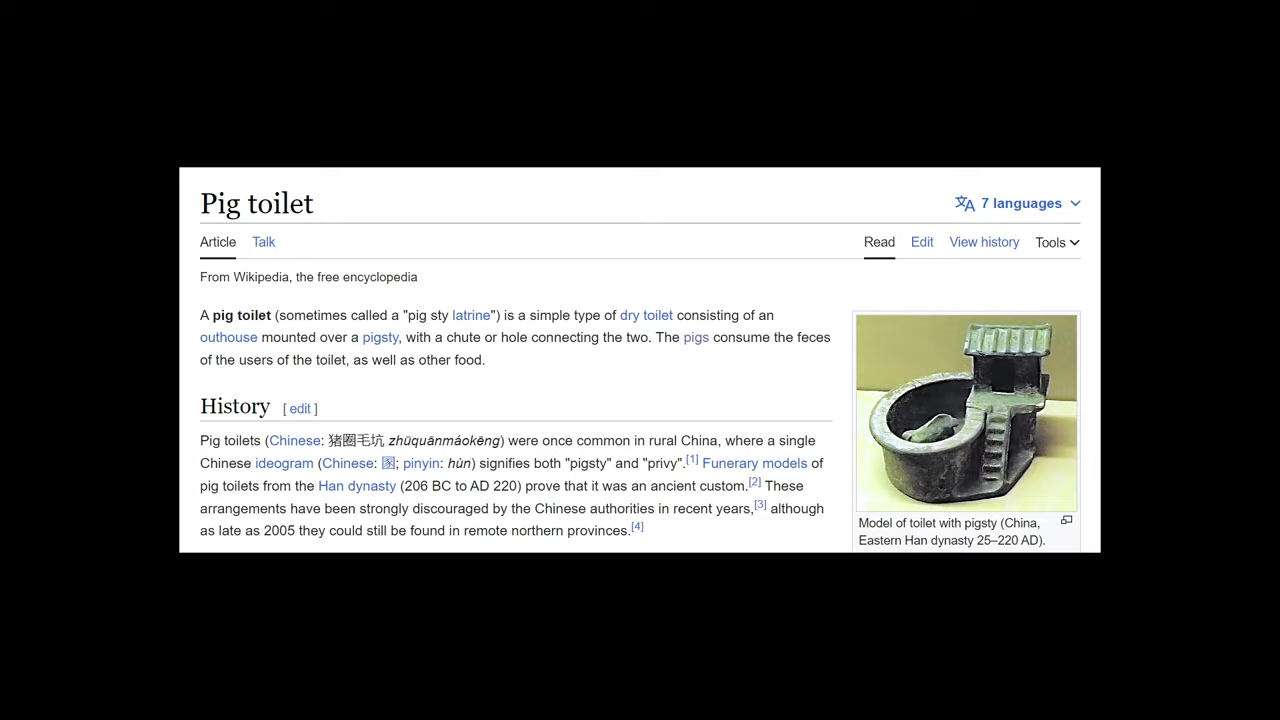 Pig toilet
7 languages
Article Talk Read Edit View history Tools
From Wikipedia, the free encyclopedia
A pig toilet (sometimes called a "pig sty latrine") is a simple type of dry toilet consisting of an
outhouse mounted over a pigsty, with a chute or hole connecting the two. The pigs consume the feces
of the users of the toilet, as well as other food.
History [ edit ]
Pig toilets (Chinese: 猪圈毛坑 zhūquānmáokēng) were once common in rural China, where a single
Chinese ideogram (Chinese: 圂; pinyin: hùn) signifies both "pigsty" and "privy".[1] Funerary models of
pig toilets from the Han dynasty (206 BC to AD 220) prove that it was an ancient custom.[2] These
arrangements have been strongly discouraged by the Chinese authorities in recent years,[3] although
as late as 2005 they could still be found in remote northern provinces.[4]
Model of toilet with pigsty (China,
Eastern Han dynasty 25–220 AD).